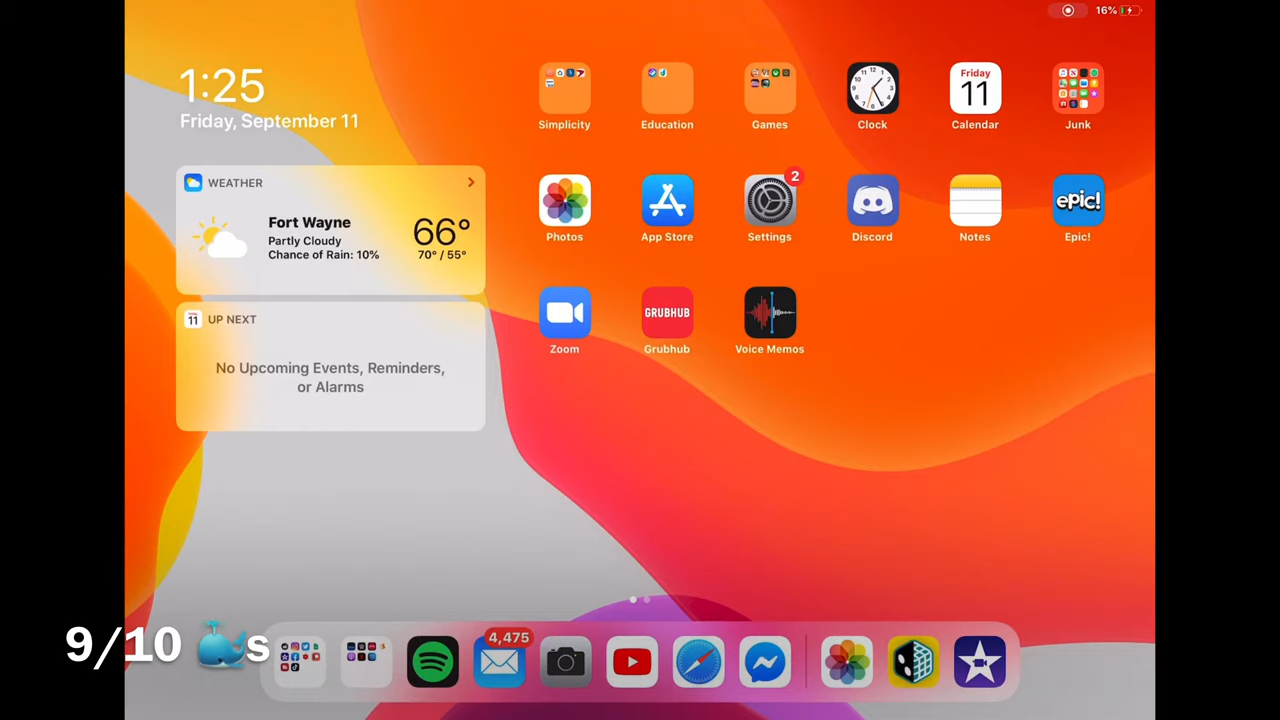 16%
1:25
Friday, September 11
WEATHER
Fort Wayne
Partly Cloudy
Chance of Rain: 10%
66°
70° / 55°
11
UP NEXT
No Upcoming Events, Reminders,
or Alarms
Simplicity
Education
Games
Clock
Friday
11
Calendar
Junk
Photos
App Store
2
Settings
Discord
Notes
epic!
Epic!
Zoom
GRUBHUB
Grubhub
Voice Memos
9/10 🐳s
4,475